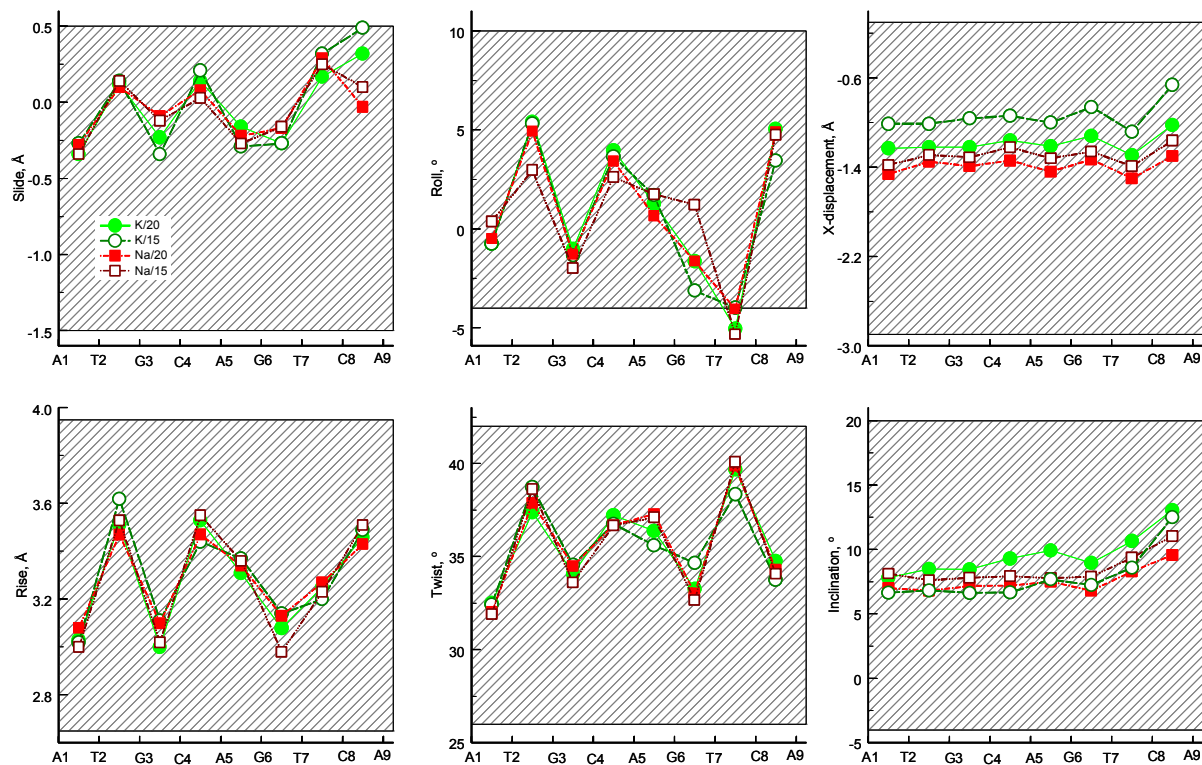 0.5
0.0
-0.5
-1.0
-1.5
Slide, Å
K/20
K/15
Na/20
Na/15
A1 T2 G3 C4 A5 G6 T7 C8 A9
10
5
0
-5
Roll, º
A1 T2 G3 C4 A5 G6 T7 C8 A9
-0.6
-1.4
-2.2
-3.0
X-displacement, Å
A1 T2 G3 C4 A5 G6 T7 C8 A9
4.0
3.6
3.2
2.8
Rise, Å
A1 T2 G3 C4 A5 G6 T7 C8 A9
40
35
30
25
Twist, º
A1 T2 G3 C4 A5 G6 T7 C8 A9
20
15
10
5
0
-5
Inclination, º
A1 T2 G3 C4 A5 G6 T7 C8 A9